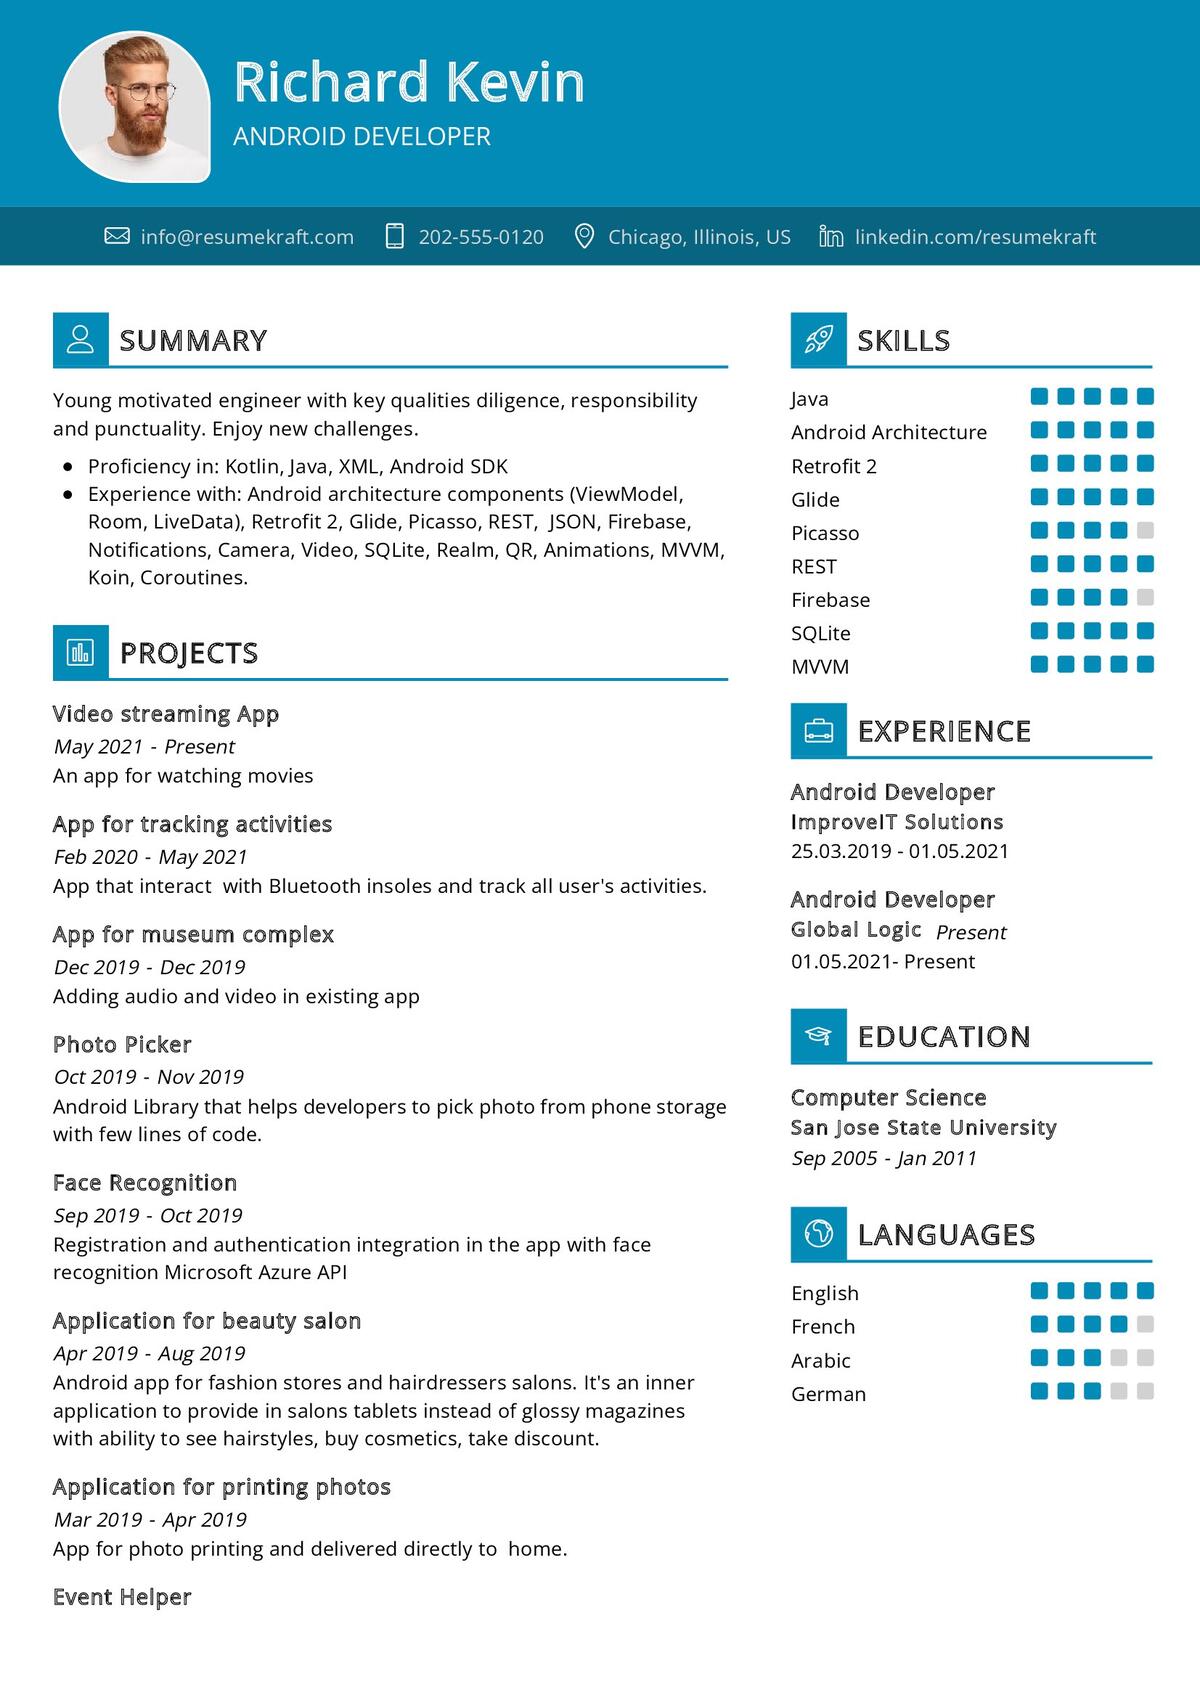 Richard Kevin
ANDROID DEVELOPER
info@resumekraft.com 202-555-0120 Chicago, Illinois, US linkedin.com/resumekraft
SUMMARY
Young motivated engineer with key qualities diligence, responsibility
and punctuality. Enjoy new challenges.
● Proficiency in: Kotlin, Java, XML, Android SDK
● Experience with: Android architecture components (ViewModel,
Room, LiveData), Retrofit 2, Glide, Picasso, REST,  JSON, Firebase,
Notifications, Camera, Video, SQLite, Realm, QR, Animations, MVVM,
Koin, Coroutines.
PROJECTS
Video streaming App
May 2021 - Present
An app for watching movies
App for tracking activities
Feb 2020 - May 2021
App that interact  with Bluetooth insoles and track all user's activities.
App for museum complex
Dec 2019 - Dec 2019
Adding audio and video in existing app
Photo Picker
Oct 2019 - Nov 2019
Android Library that helps developers to pick photo from phone storage
with few lines of code.
Face Recognition
Sep 2019 - Oct 2019
Registration and authentication integration in the app with face
recognition Microsoft Azure API
Application for beauty salon
Apr 2019 - Aug 2019
Android app for fashion stores and hairdressers salons. It's an inner
application to provide in salons tablets instead of glossy magazines
with ability to see hairstyles, buy cosmetics, take discount.
Application for printing photos
Mar 2019 - Apr 2019
App for photo printing and delivered directly to  home.
Event Helper
SKILLS
Java
Android Architecture
Retrofit 2
Glide
Picasso
REST
Firebase
SQLite
MVVM
EXPERIENCE
Android Developer
ImproveIT Solutions
25.03.2019 - 01.05.2021
Android Developer
Global Logic Present
01.05.2021- Present
EDUCATION
Computer Science
San Jose State University
Sep 2005 - Jan 2011
LANGUAGES
English
French
Arabic
German